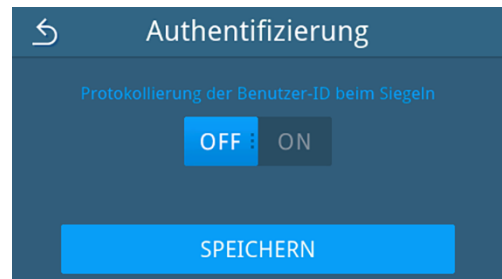 Authentifizierung
Protokollierung der Benutzer-ID beim Siegeln
OFF ON
SPEICHERN